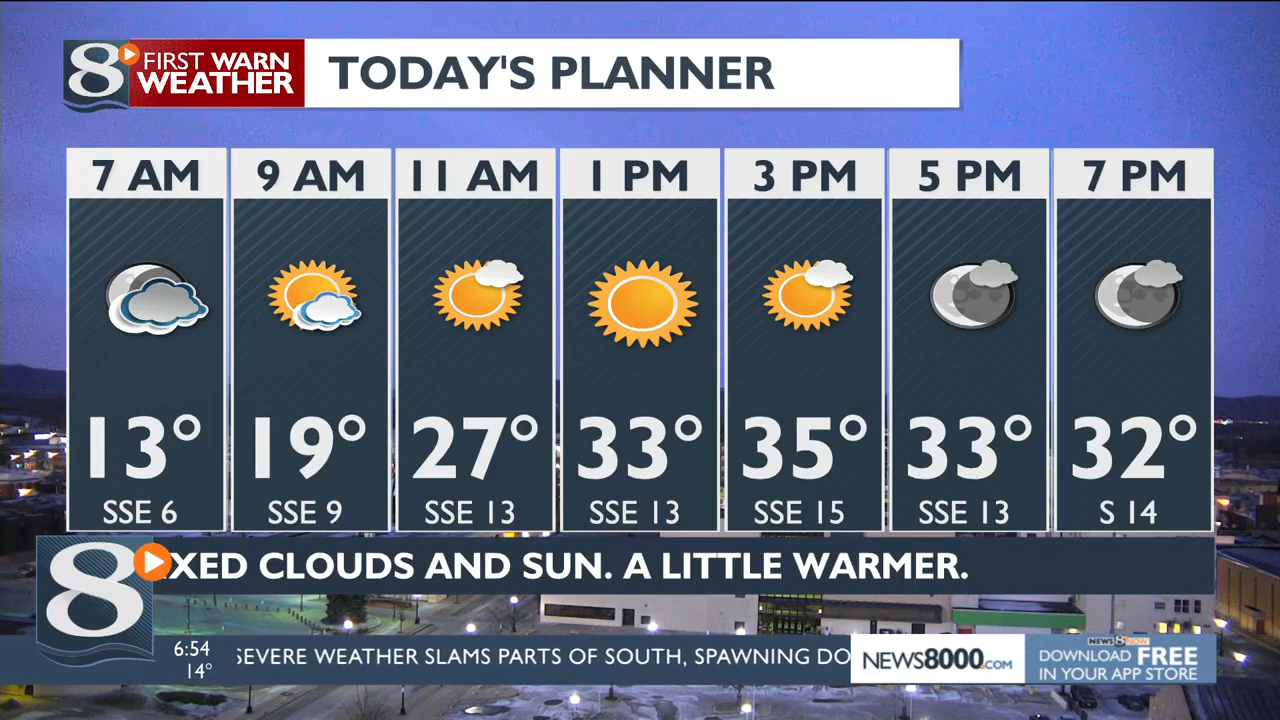 8 FIRST WARN
WEATHER
TODAY'S PLANNER
7 AM 9 AM 11 AM 1 PM 3 PM 5 PM 7 PM
13° 19° 27° 33° 35° 33° 32°
SSE 6 SSE 9 SSE 13 SSE 13 SSE 15 SSE 13 S 14
8
XED CLOUDS AND SUN. A LITTLE WARMER.
6:54
14°
SEVERE WEATHER SLAMS PARTS OF SOUTH, SPAWNING DO
NEWS8000.COM
NEWS 8 NOW
DOWNLOAD FREE
IN YOUR APP STORE